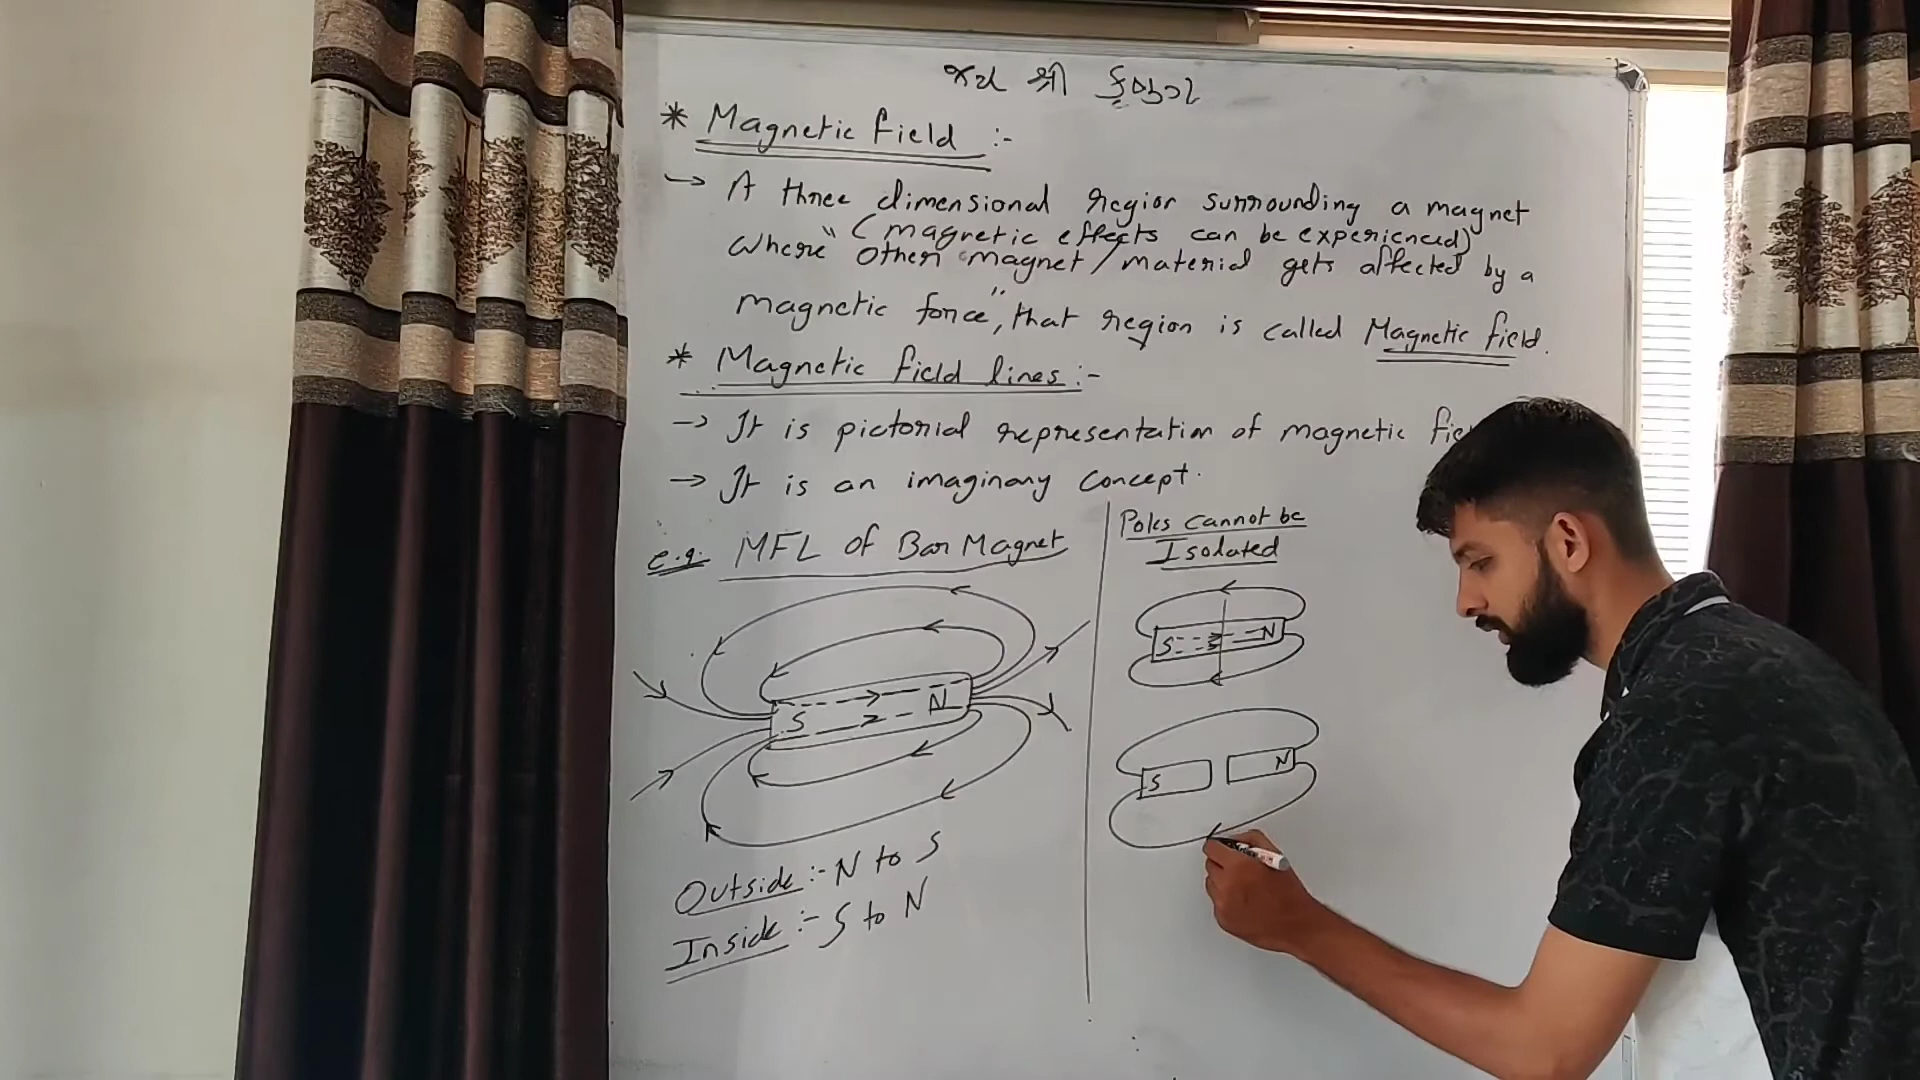 જય શ્રી કૃષ્ણ
* Magnetic field :-
→ A three dimensional region surrounding a magnet
(magnetic effects can be experienced)
where " other magnet/material gets affected by a
magnetic force", that region is called Magnetic field.
* Magnetic field lines :-
→ It is pictorial representation of magnetic fie
→ It is an imaginary concept.
e.g. MFL of Bar Magnet
S N
Outside :- N to S
Inside :- S to N
Poles cannot be
Isolated
S N
S N